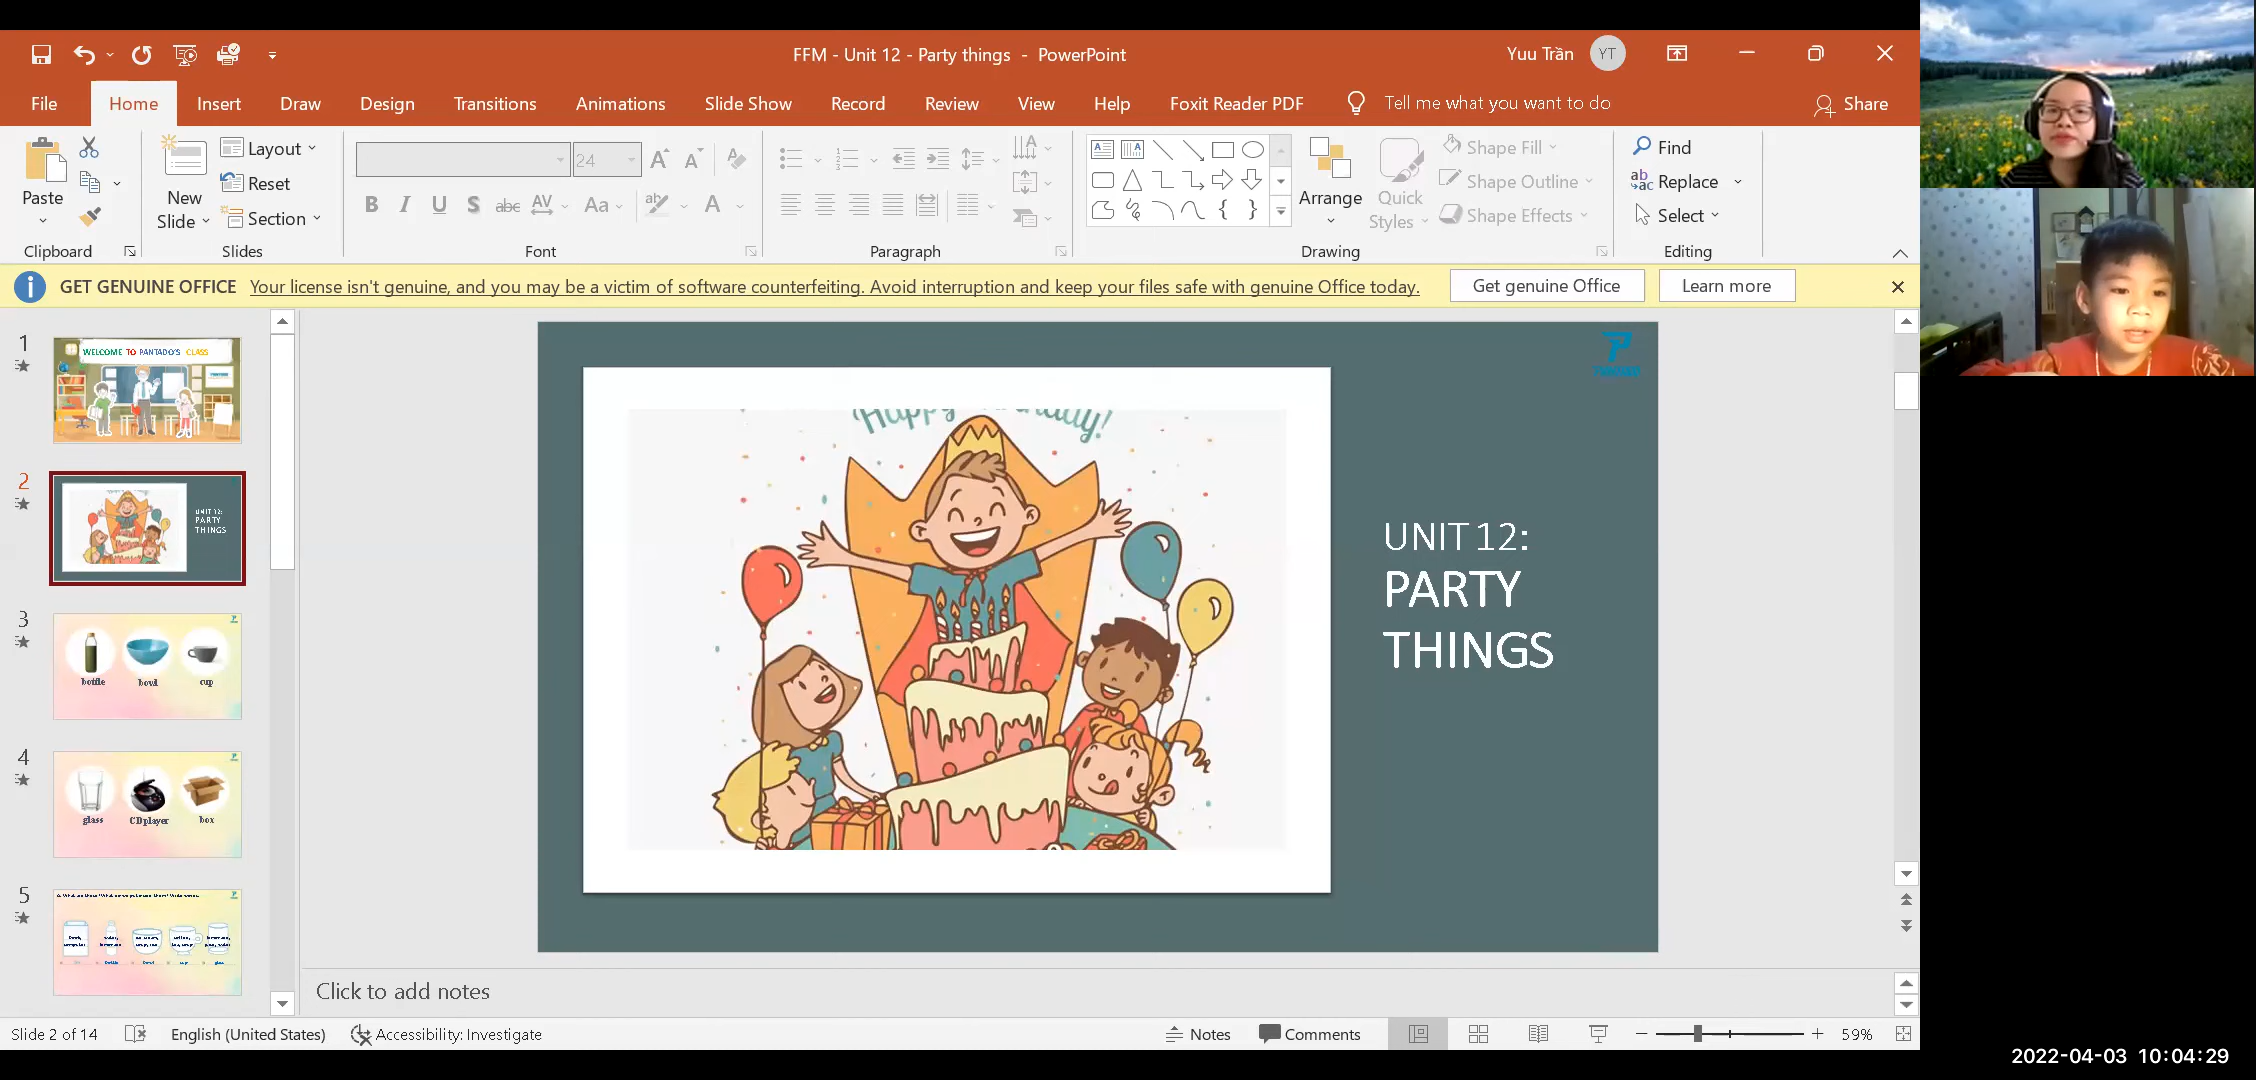 FFM - Unit 12 - Party things - PowerPoint
Yuu Trần
YT
File
Home
Insert
Draw
Design
Transitions
Animations
Slide Show
Record
Review
View
Help
Foxit Reader PDF
Tell me what you want to do
Share
Paste
New
Slide
Layout
Reset
Section
24
Find
Replace
Select
Arrange
Quick
Styles
Shape Fill
Shape Outline
Shape Effects
Clipboard
Slides
Font
Paragraph
Drawing
Editing
GET GENUINE OFFICE Your license isn't genuine, and you may be a victim of software counterfeiting. Avoid interruption and keep your files safe with genuine Office today.
Get genuine Office
Learn more
1
WELCOME TO PANTADO'S CLASS
2
UNIT 12:
PARTY
THINGS
3
bottle
bowl
cup
4
glass
CD player
box
5
Happy
UNIT 12:
PARTY
THINGS
Click to add notes
Slide 2 of 14
English (United States)
Accessibility: Investigate
Notes
Comments
59%
2022-04-03 10:04:29